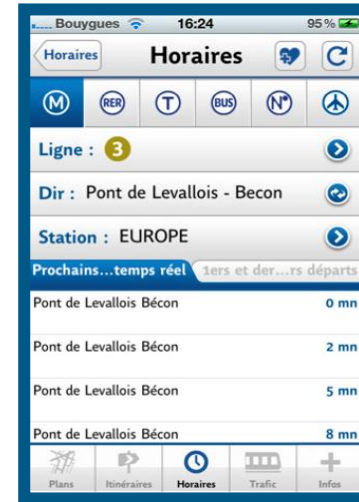 Bouygues 16:24 95 %
Horaires Horaires
M RER T BUS N
Ligne : 3
Dir : Pont de Levallois - Becon
Station : EUROPE
Prochains...temps réel 1ers et der...rs départs
Pont de Levallois Bécon 0 mn
Pont de Levallois Bécon 2 mn
Pont de Levallois Bécon 5 mn
Pont de Levallois Bécon 8 mn
Plans Itinéraires Horaires Trafic Infos